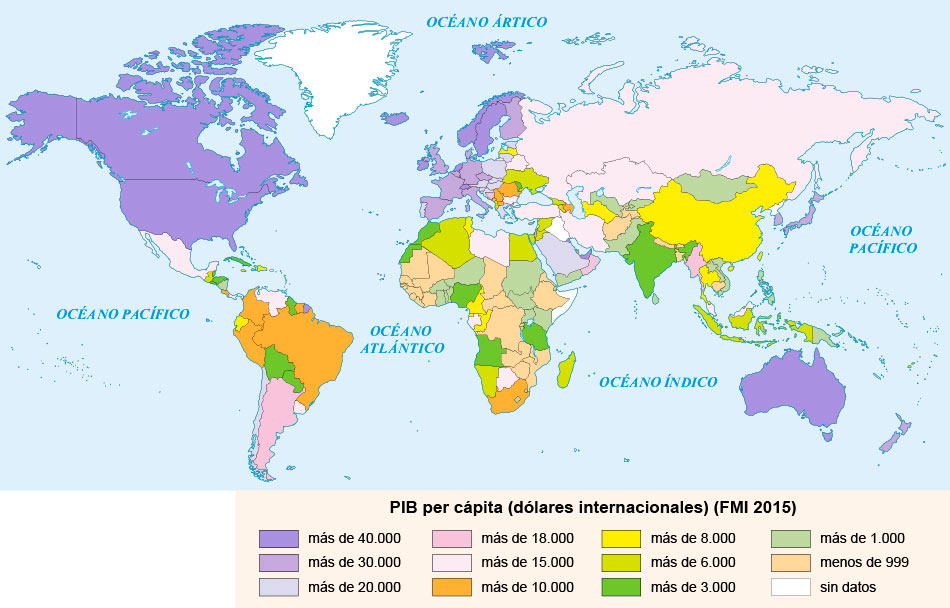 OCÉANO ÁRTICO
OCÉANO
PACÍFICO
OCÉANO PACÍFICO
OCÉANO
ATLÁNTICO
OCÉANO ÍNDICO
PIB per cápita (dólares internacionales) (FMI 2015)
más de 40.000
más de 18.000
más de 8.000
más de 1.000
más de 30.000
más de 15.000
más de 6.000
menos de 999
más de 20.000
más de 10.000
más de 3.000
sin datos